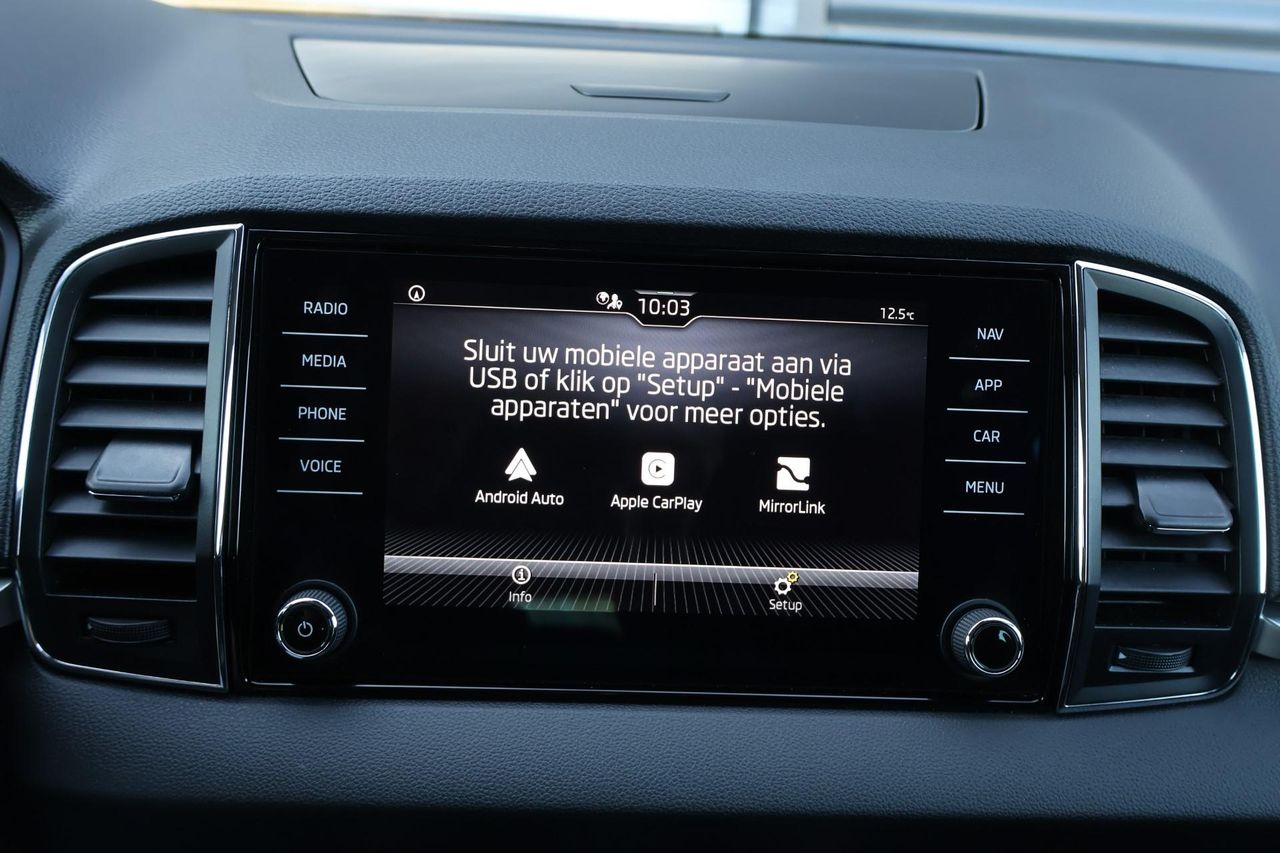 RADIO
MEDIA
PHONE
VOICE
10:03
12.5°C
Sluit uw mobiele apparaat aan via
USB of klik op "Setup" - "Mobiele
apparaten" voor meer opties.
Android Auto Apple CarPlay MirrorLink
Info Setup
NAV
APP
CAR
MENU